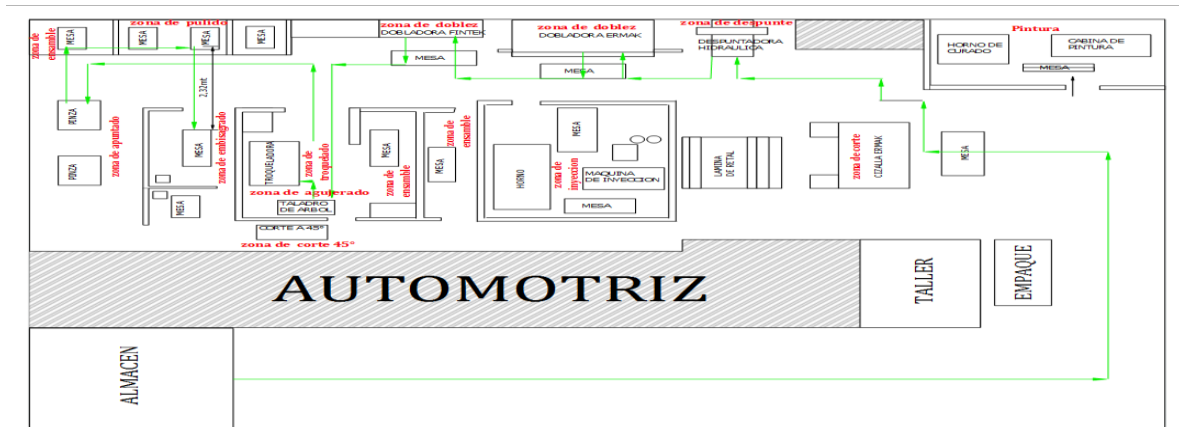 zona de pulido
zona de doblez
DOBLADORA FINTEK
zona de doblez
DOBLADORA ERMAK
zona de despunte
DESPUNTADORA
HIDRAULICA
Pintura
HORNO DE
CURADO
CABINA DE
PINTURA
MESA
zona de
ensamble
MESA
MESA
MESA
MESA
MESA
MESA
2,32mt
PINZA
PINZA
zona de apuntado
MESA
zona de embisagrado
MESA
TROQUELADORA
zona de
troquelado
zona de agujerado
TALADRO
DE ARBOL
CORTE A 45°
zona de corte 45°
MESA
zona de
ensamble
MESA
zona de
ensamble
HORNO
MESA
zona de
inyeccion
MAQUINA
DE INYECCION
MESA
LAMINA
DE RETAL
zona de corte
CIZALLA ERMAK
MESA
AUTOMOTRIZ
TALLER
EMPAQUE
ALMACEN